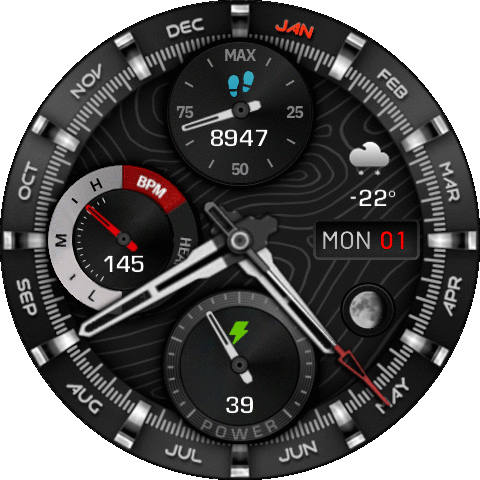 JAN
FEB
MAR
APR
MAY
JUN
JUL
AUG
SEP
OCT
NOV
DEC
MAX
75
25
8947
50
-22°
MON 01
H
BPM
M
145
L
39
POWER